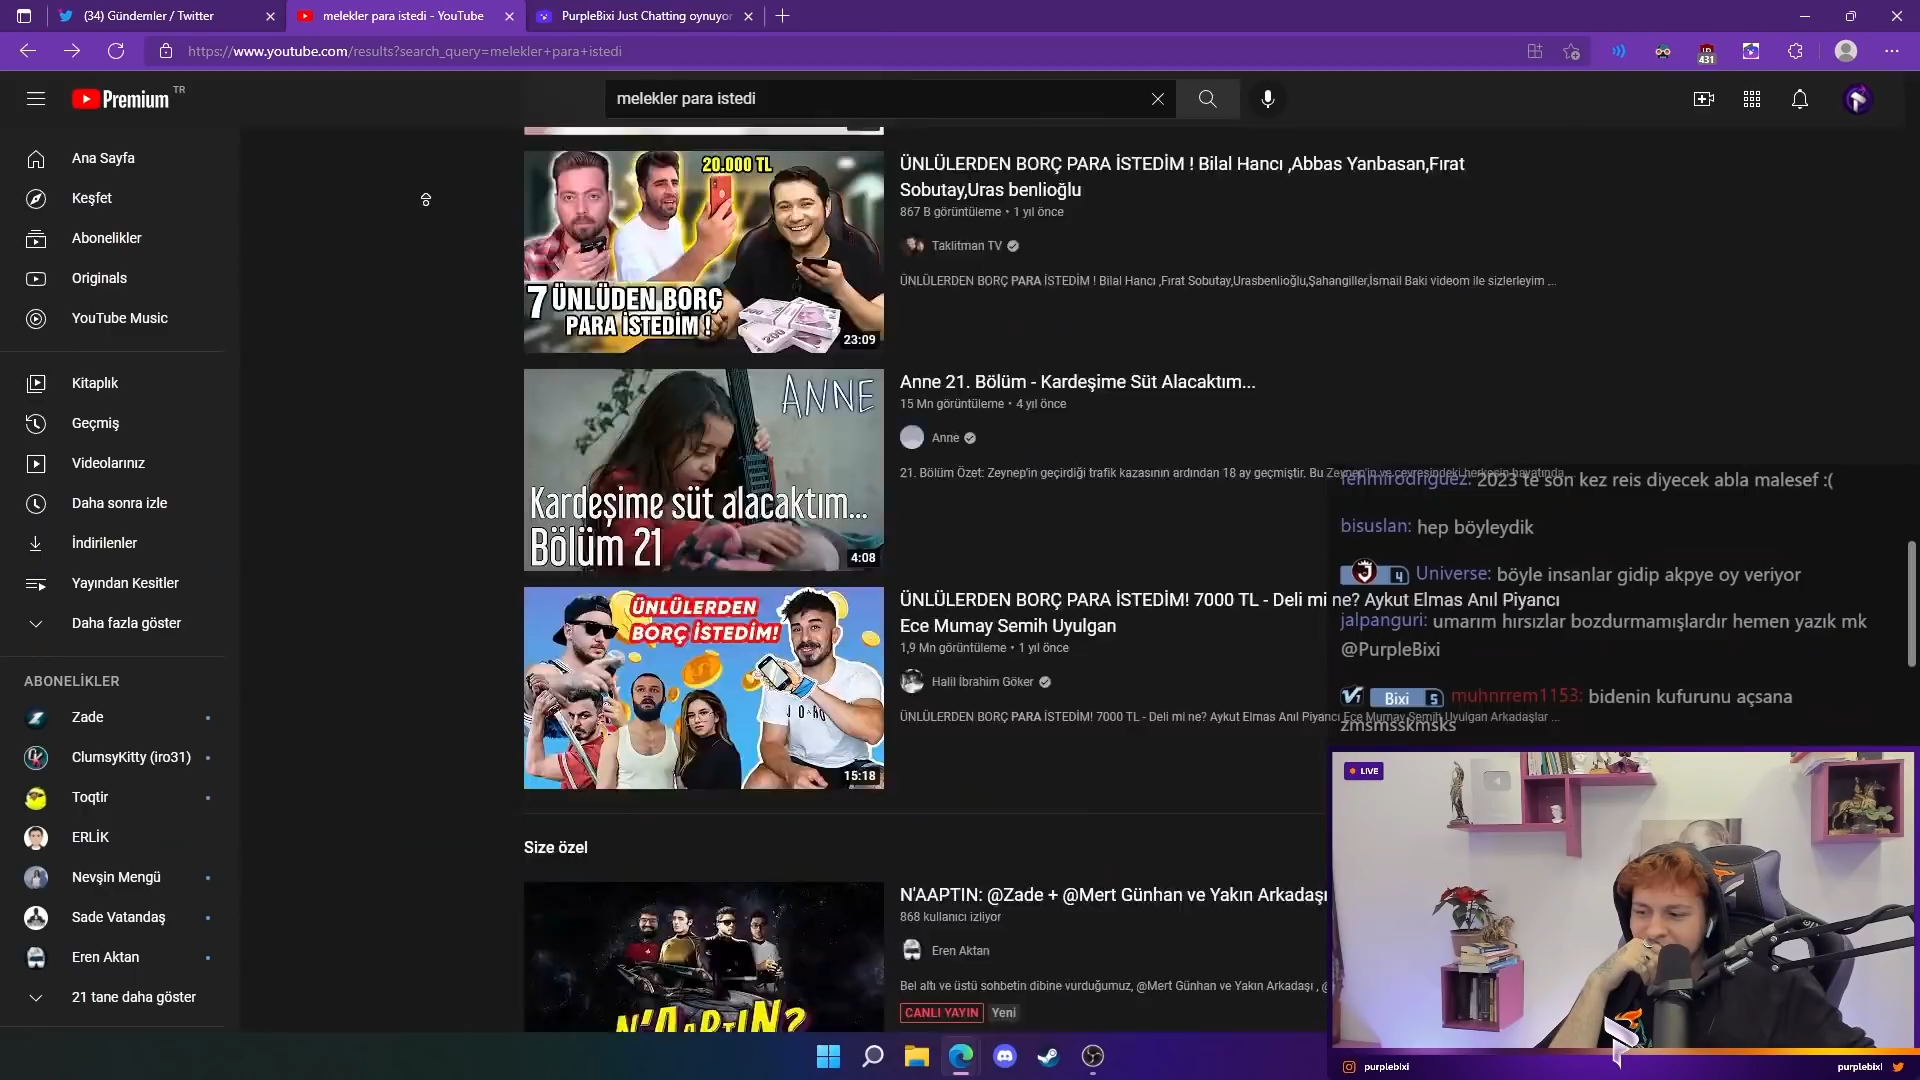 (34) Gündemler / Twitter
melekler para istedi - YouTube
PurpleBixi Just Chatting oynuyor
https://www.youtube.com/results?search_query=melekler+para+istedi
431
Premium TR
melekler para istedi
Ana Sayfa
Keşfet
Abonelikler
Originals
YouTube Music
Kitaplık
Geçmiş
Videolarınız
Daha sonra izle
İndirilenler
Yayından Kesitler
Daha fazla göster
ABONELİKLER
Zade
ClumsyKitty (iro31)
Toqtir
ERLİK
Nevşin Mengü
Sade Vatandaş
Eren Aktan
21 tane daha göster
20.000 TL
7 ÜNLÜDEN BORÇ
PARA İSTEDİM !
23:09
ÜNLÜLERDEN BORÇ PARA İSTEDİM ! Bilal Hancı ,Abbas Yanbasan,Fırat
Sobutay,Uras benlioğlu
867 B görüntüleme • 1 yıl önce
Taklitman TV
ÜNLÜLERDEN BORÇ PARA İSTEDİM ! Bilal Hancı ,Fırat Sobutay,Urasbenlioğlu,Şahangiller,İsmail Baki videom ile sizlerleyim ...
ANNE
Kardeşime süt alacaktım...
Bölüm 21
4:08
Anne 21. Bölüm - Kardeşime Süt Alacaktım...
15 Mn görüntüleme • 4 yıl önce
Anne
21. Bölüm Özet: Zeynep'in geçirdiği trafik kazasının ardından 18 ay geçmiştir. Bu Zeynep'in ve çevresindeki herkesin hayatında
ÜNLÜLERDEN
BORÇ İSTEDİM!
15:18
ÜNLÜLERDEN BORÇ PARA İSTEDİM! 7000 TL - Deli mi ne? Aykut Elmas Anıl Piyancı
Ece Mumay Semih Uyulgan
1,9 Mn görüntüleme • 1 yıl önce
Halil İbrahim Göker
ÜNLÜLERDEN BORÇ PARA İSTEDİM! 7000 TL - Deli mi ne? Aykut Elmas Anıl Piyancı Ece Mumay Semih Uyulgan Arkadaşlar ...
Size özel
N'AAPTIN?
N'AAPTIN: @Zade + @Mert Günhan ve Yakın Arkadaşı
868 kullanıcı izliyor
Eren Aktan
Bel altı ve üstü sohbetin dibine vurduğumuz, @Mert Günhan ve Yakın Arkadaşı ,
CANLI YAYIN Yeni
fehmirodriguez: 2023 te son kez reis diyecek abla malesef :(
bisuslan: hep böyleydik
4 Universe: böyle insanlar gidip akpye oy veriyor
jalpanguri: umarım hırsızlar bozdurmamışlardır hemen yazık mk
@PurpleBixi
Bixi 5 muhnrrem1153: bidenin kufurunu açsana
zmsmsskmsks
LIVE
purplebixi
purplebixi